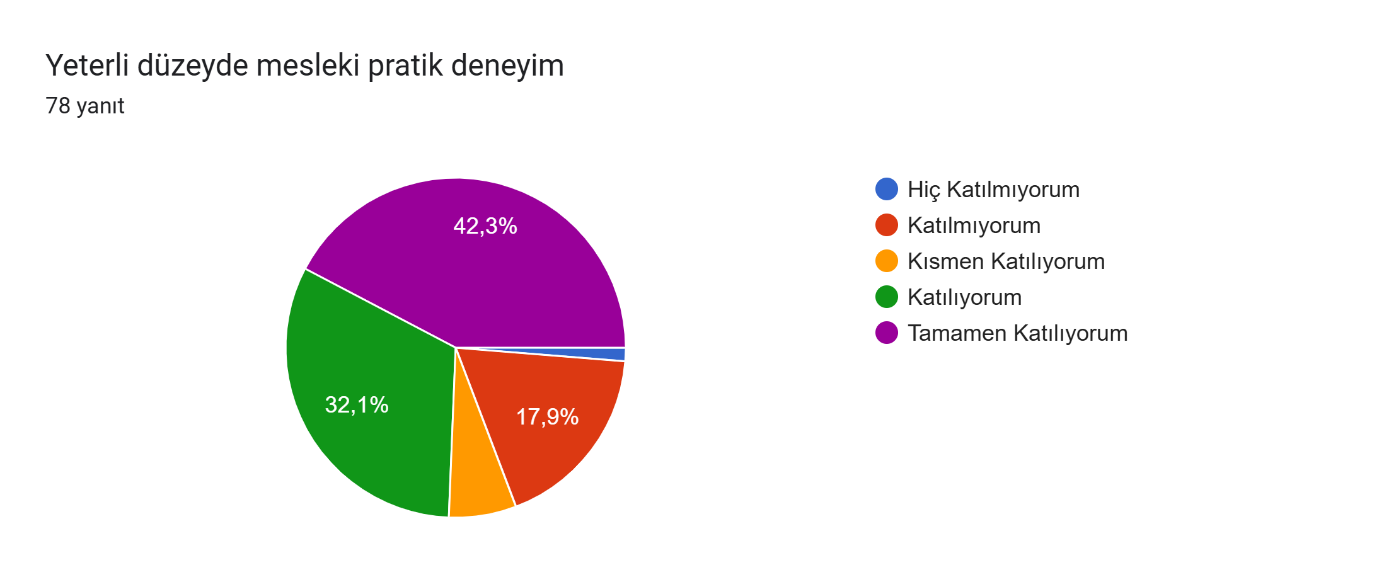 Yeterli düzeyde mesleki pratik deneyim
78 yanıt
42,3%
32,1%
17,9%
Hiç Katılmıyorum
Katılmıyorum
Kısmen Katılıyorum
Katılıyorum
Tamamen Katılıyorum